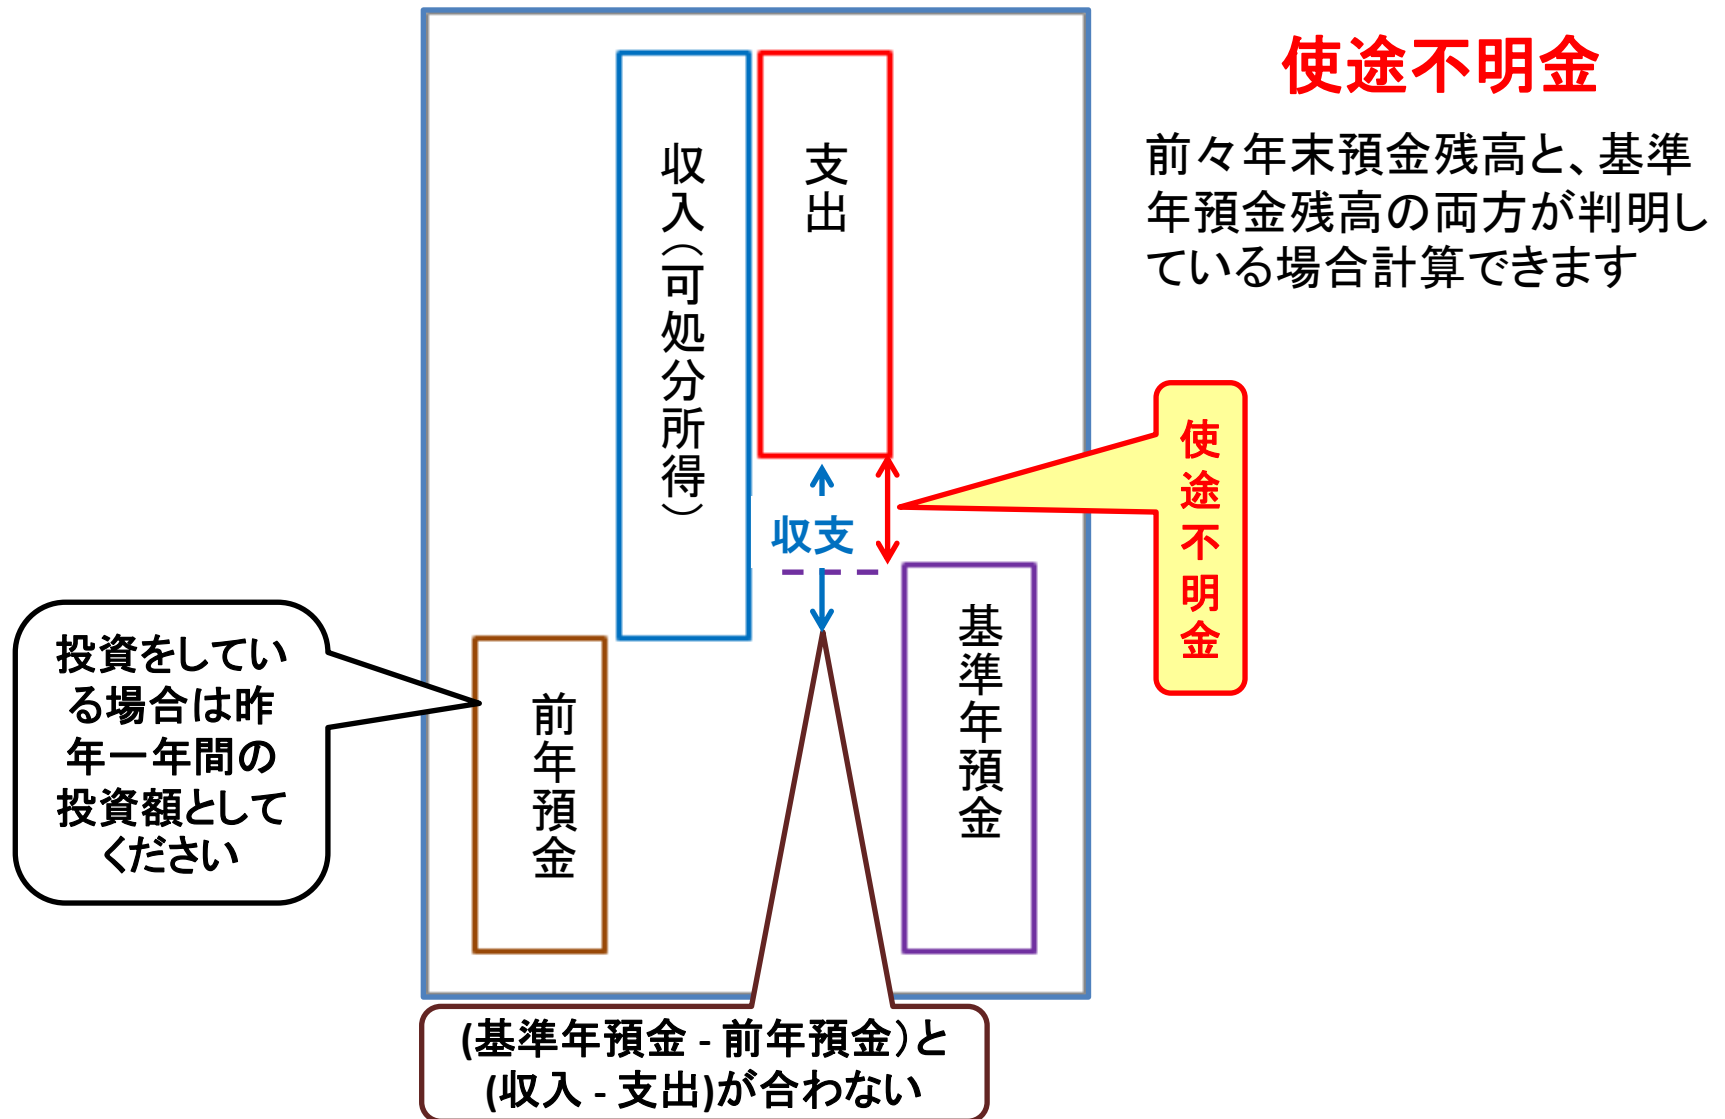 使途不明金
前々年末預金残高と、基準
年預金残高の両方が判明し
ている場合計算できます
収入（可処分所得）
支出
収支
使途不明金
投資をしてい
る場合は昨
年一年間の
投資額として
ください
前年預金
基準年預金
(基準年預金 - 前年預金）と
(収入 - 支出)が合わない